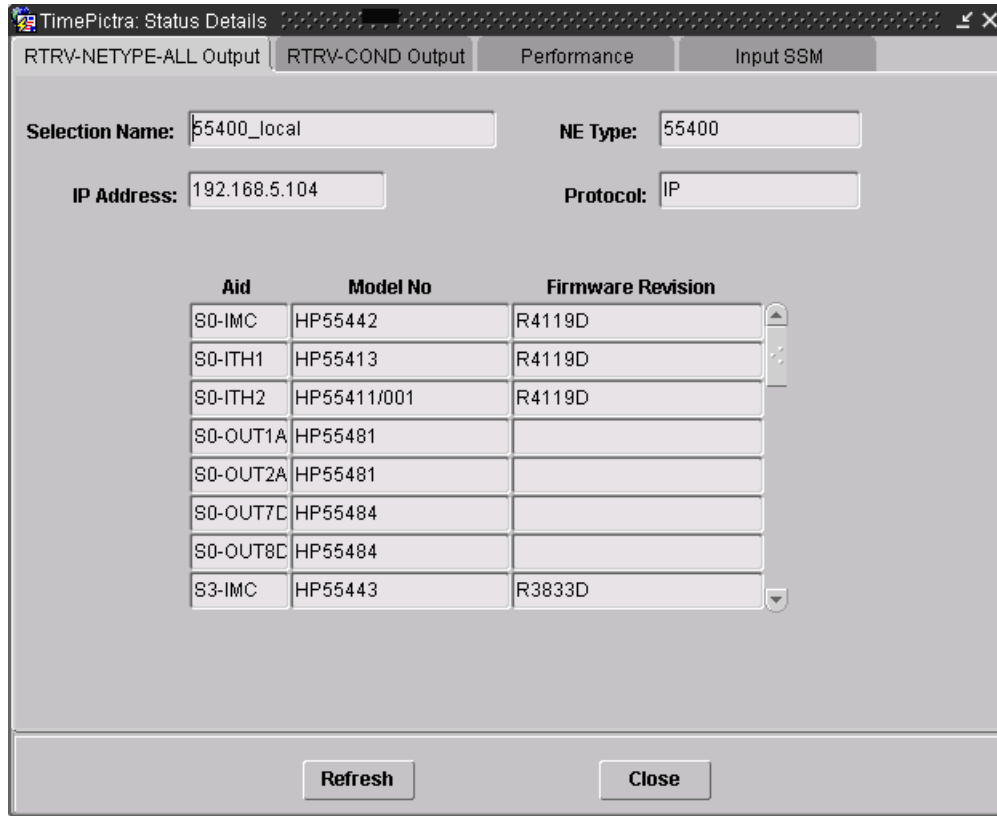 TimePictra: Status Details
RTRV-NETYPE-ALL Output RTRV-COND Output Performance Input SSM
Selection Name: 55400_local NE Type: 55400
IP Address: 192.168.5.104 Protocol: IP
Aid Model No Firmware Revision
S0-IMC HP55442 R4119D
S0-ITH1 HP55413 R4119D
S0-ITH2 HP55411/001 R4119D
S0-OUT1A HP55481
S0-OUT2A HP55481
S0-OUT7D HP55484
S0-OUT8D HP55484
S3-IMC HP55443 R3833D
Refresh Close